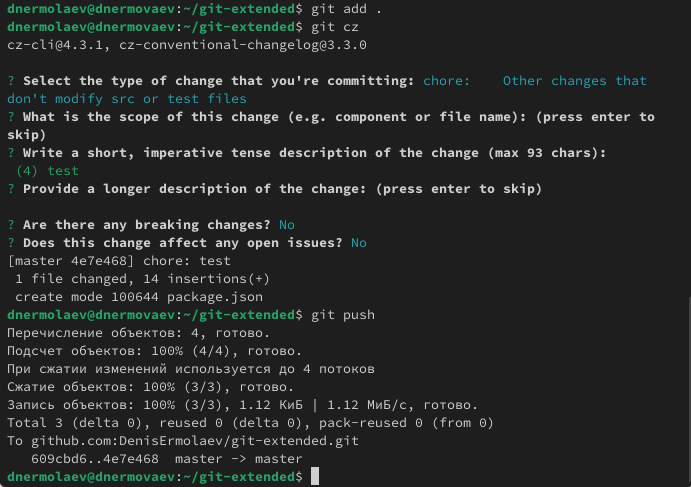 dnermolaev@dnermovaev:~/git-extended$ git add .
dnermolaev@dnermovaev:~/git-extended$ git cz
cz-cli@4.3.1, cz-conventional-changelog@3.3.0
? Select the type of change that you're committing: chore:    Other changes that
don't modify src or test files
? What is the scope of this change (e.g. component or file name): (press enter to
skip)
? Write a short, imperative tense description of the change (max 93 chars):
 (4) test
? Provide a longer description of the change: (press enter to skip)
? Are there any breaking changes? No
? Does this change affect any open issues? No
[master 4e7e468] chore: test
 1 file changed, 14 insertions(+)
 create mode 100644 package.json
dnermolaev@dnermovaev:~/git-extended$ git push
Перечисление объектов: 4, готово.
Подсчет объектов: 100% (4/4), готово.
При сжатии изменений используется до 4 потоков
Сжатие объектов: 100% (3/3), готово.
Запись объектов: 100% (3/3), 1.12 КиБ | 1.12 МиБ/с, готово.
Total 3 (delta 0), reused 0 (delta 0), pack-reused 0 (from 0)
To github.com:DenisErmolaev/git-extended.git
   609cbd6..4e7e468  master -> master
dnermolaev@dnermovaev:~/git-extended$